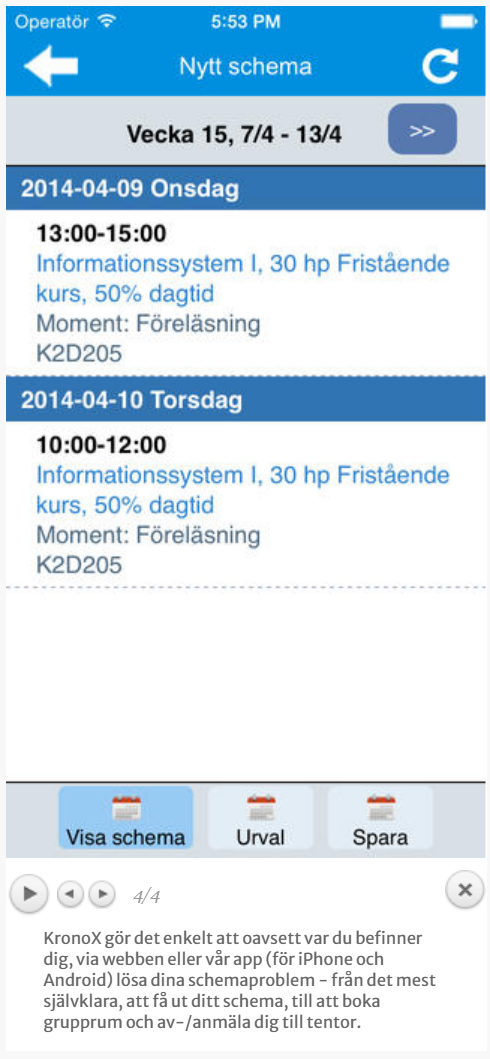 Operatör 5:53 PM
Nytt schema
Vecka 15, 7/4 - 13/4 >>
2014-04-09 Onsdag
13:00-15:00
Informationssystem I, 30 hp Fristående
kurs, 50% dagtid
Moment: Föreläsning
K2D205
2014-04-10 Torsdag
10:00-12:00
Informationssystem I, 30 hp Fristående
kurs, 50% dagtid
Moment: Föreläsning
K2D205
Visa schema Urval Spara
4/4
KronoX gör det enkelt att oavsett var du befinner
dig, via webben eller vår app (för iPhone och
Android) lösa dina schemaproblem - från det mest
självklara, att få ut ditt schema, till att boka
grupprum och av-/anmäla dig till tentor.